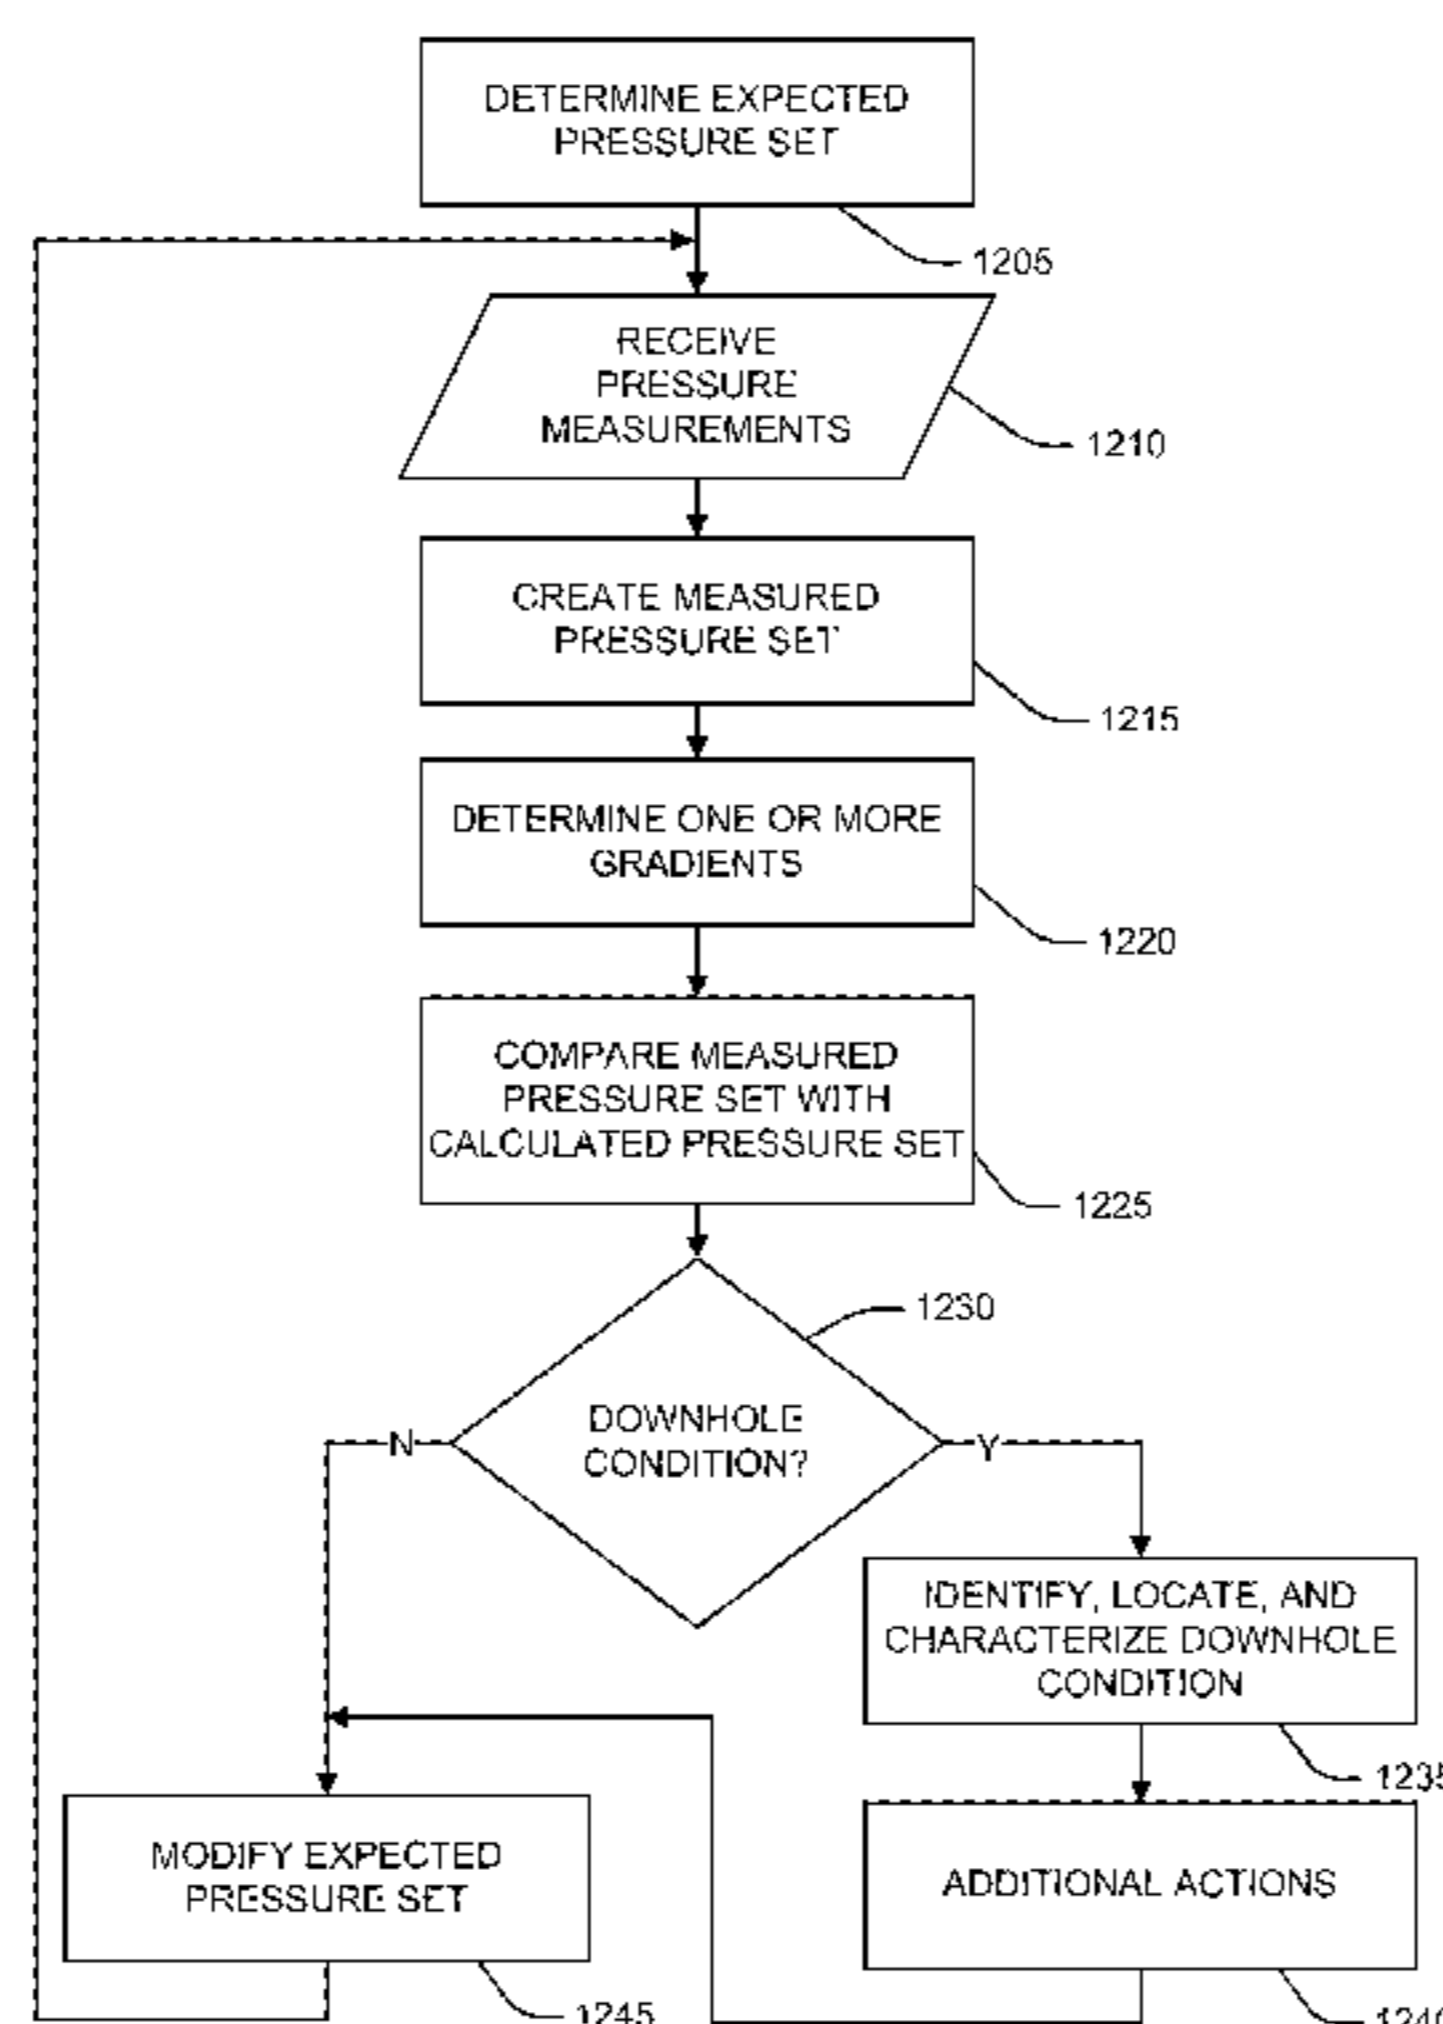 DETERMINE EXPECTED
PRESSURE SET
1205
RECEIVE
PRESSURE
MEASUREMENTS
1210
CREATE MEASURED
PRESSURE SET
1215
DETERMINE ONE OR MORE
GRADIENTS
1220
COMPARE MEASURED
PRESSURE SET WITH
CALCULATED PRESSURE SET
1225
1230
DOWNHOLE
CONDITION?
N
Y
IDENTIFY, LOCATE, AND
CHARACTERIZE DOWNHOLE
CONDITION
1235
MODIFY EXPECTED
PRESSURE SET
1245
ADDITIONAL ACTIONS
1240